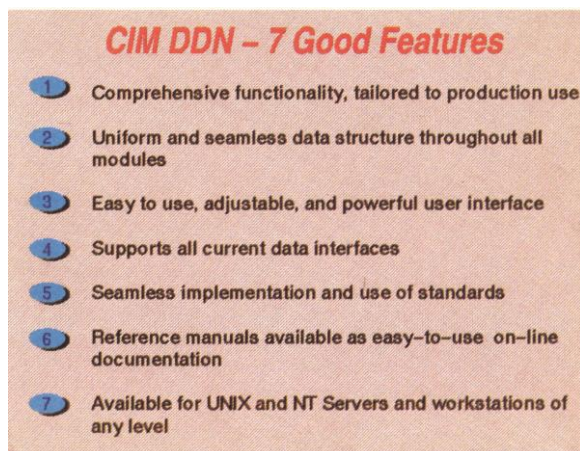 CIM DDN – 7 Good Features
1 Comprehensive functionality, tailored to production use
2 Uniform and seamless data structure throughout all
modules
3 Easy to use, adjustable, and powerful user interface
4 Supports all current data interfaces
5 Seamless implementation and use of standards
6 Reference manuals available as easy–to–use on–line
documentation
7 Available for UNIX and NT Servers and workstations of
any level